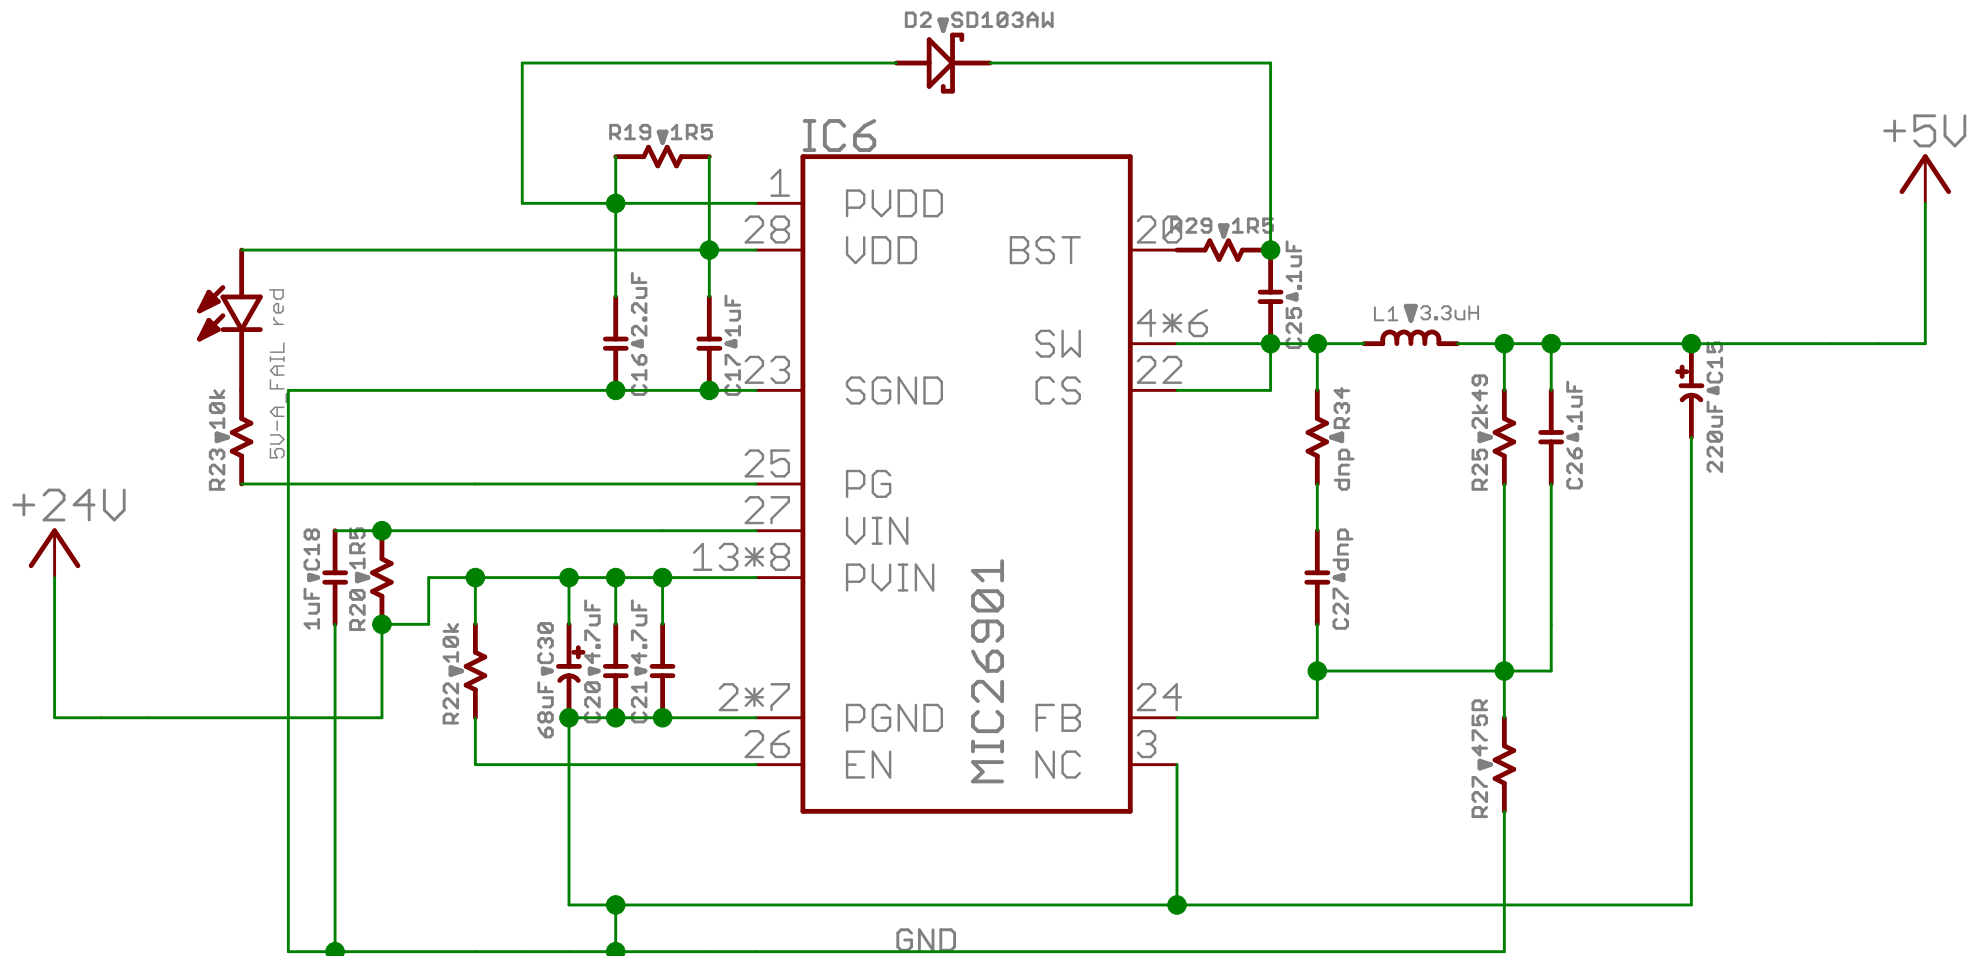 D2 SD103AW
R19 1R5
IC6
+5V
1
PVDD
28
VDD
BST
20
R29 1R5
C25 .1uF
5V-A_FAIL red
C16 2.2uF
C17 1uF
SW
4*6
L1 3.3uH
23
SGND
CS
22
R23 10k
R34 dnp
R25 2k49
C26 .1uF
220uF C15
25
PG
+24V
27
VIN
1uF C18
R20 1R5
13*8
PVIN
MIC26901
C27 dnp
R22 10k
68uF C30
C20 4.7uF
C21 4.7uF
2*7
PGND
FB
24
26
EN
NC
3
R27 475R
GND